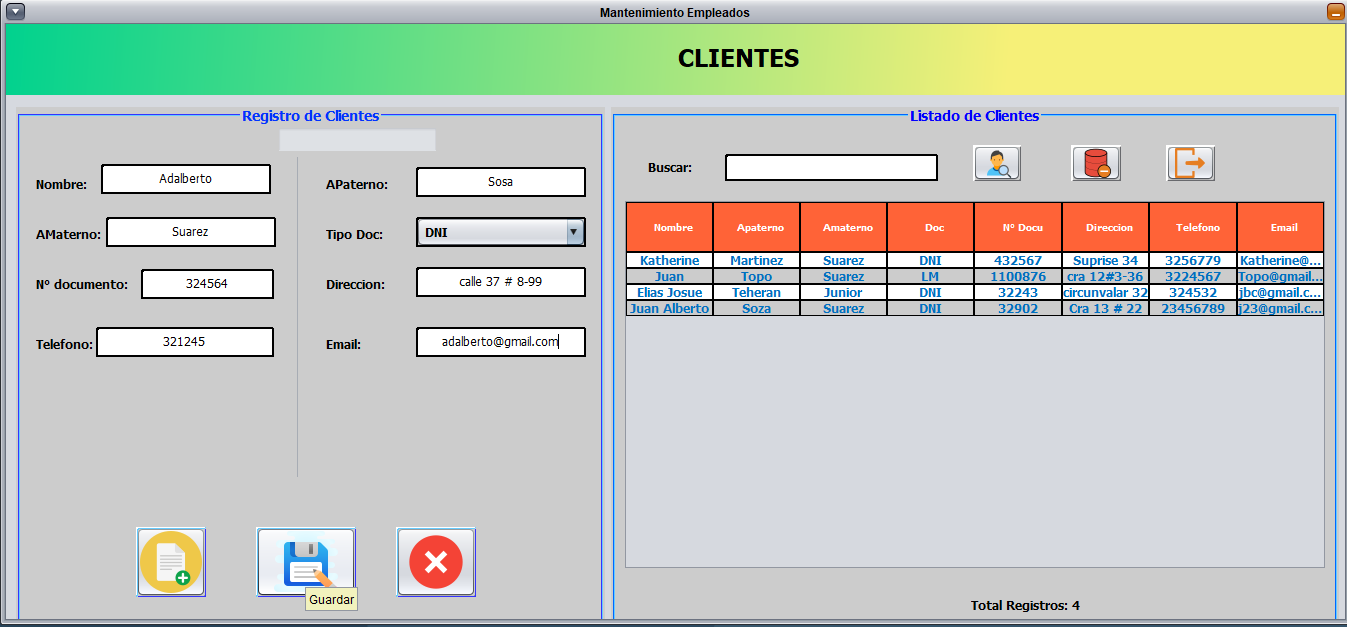 Mantenimiento Empleados
CLIENTES
Registro de Clientes
Nombre: Adalberto APaterno: Sosa
AMaterno: Suarez Tipo Doc: DNI
Nº documento: 324564 Direccion: calle 37 # 8-99
Telefono: 321245 Email: adalberto@gmail.com
Guardar
Listado de Clientes
Buscar:
Nombre Apaterno Amaterno Doc Nº Docu Direccion Telefono Email
Katherine Martinez Suarez DNI 432567 Suprise 34 3256779 Katherine@...
Juan Topo Suarez LM 1100876 cra 12#3-36 3224567 Topo@gmail...
Elias Josue Teheran Junior DNI 32243 circunvalar 32 324532 jbc@gmail.c...
Juan Alberto Soza Suarez DNI 32902 Cra 13 # 22 23456789 j23@gmail.c...
Total Registros: 4